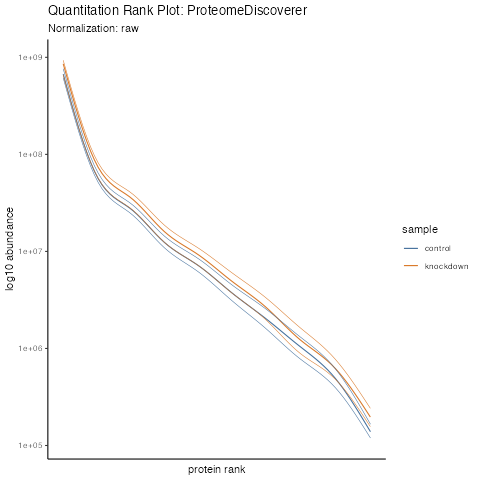 Quantitation Rank Plot: ProteomeDiscoverer
Normalization: raw
1e+09
1e+08
1e+07
1e+06
1e+05
log10 abundance
protein rank
sample
control
knockdown